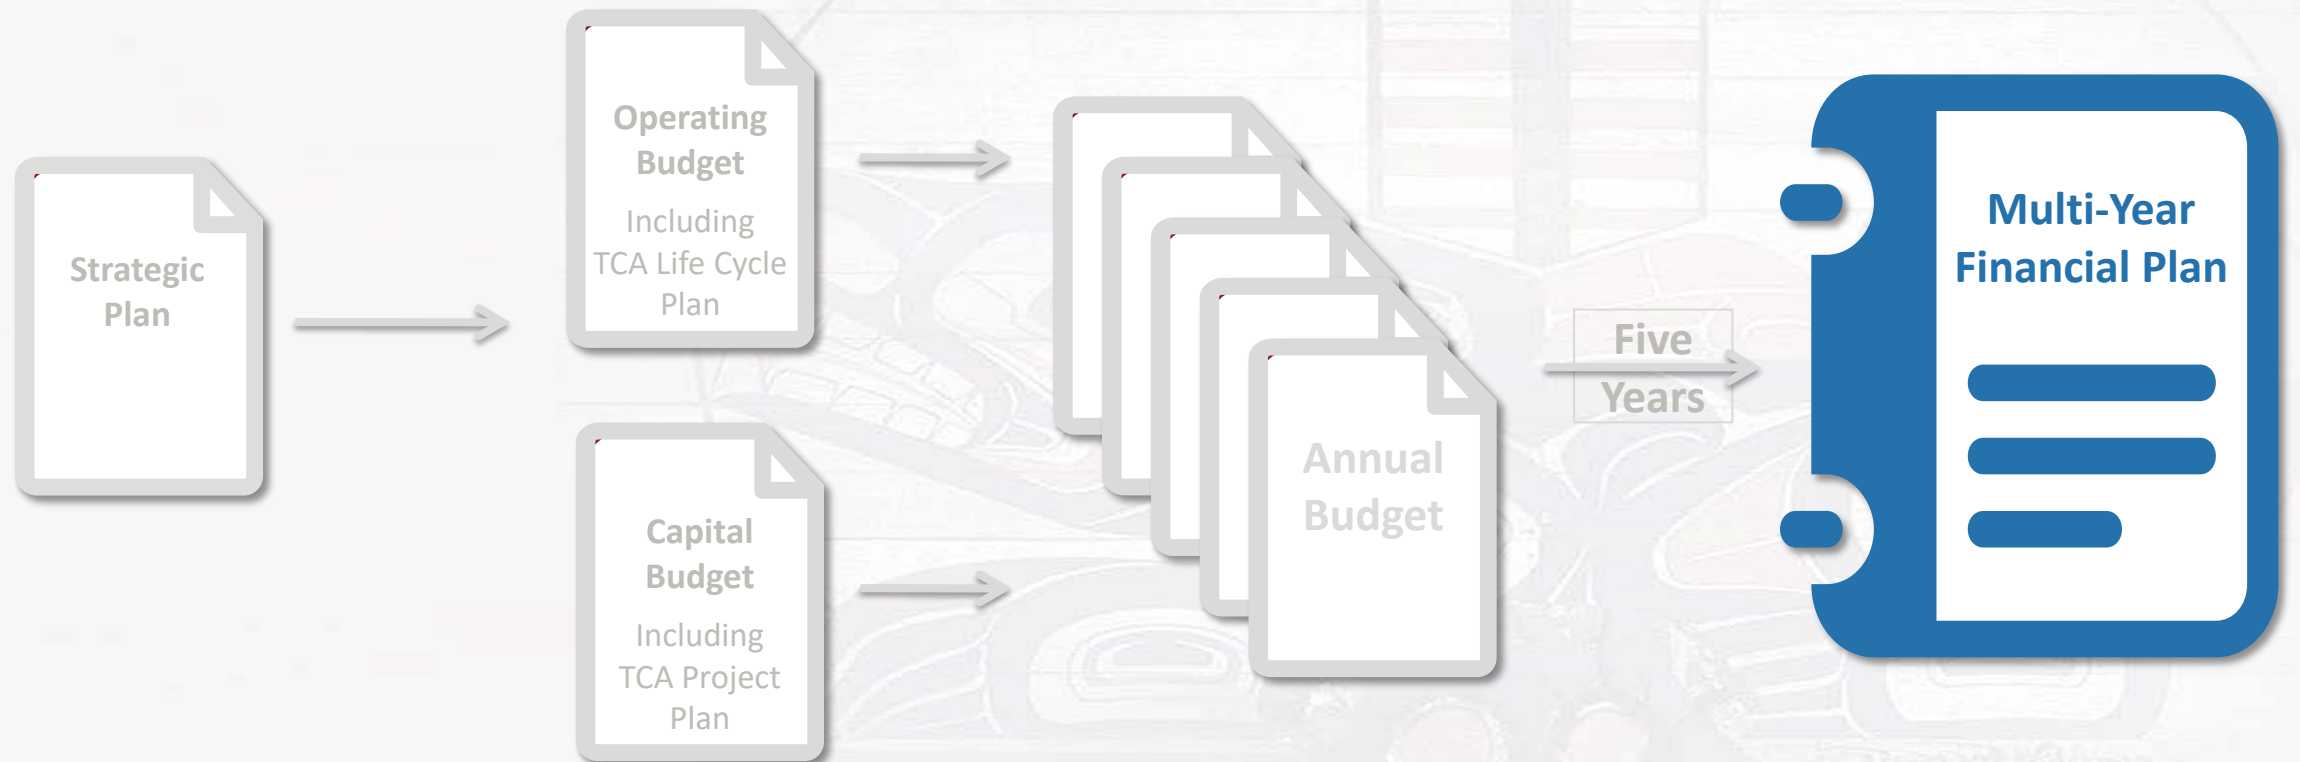 Strategic
Plan
Operating
Budget
Including
TCA Life Cycle
Plan
Capital
Budget
Including
TCA Project
Plan
Annual
Budget
Five
Years
Multi-Year
Financial Plan